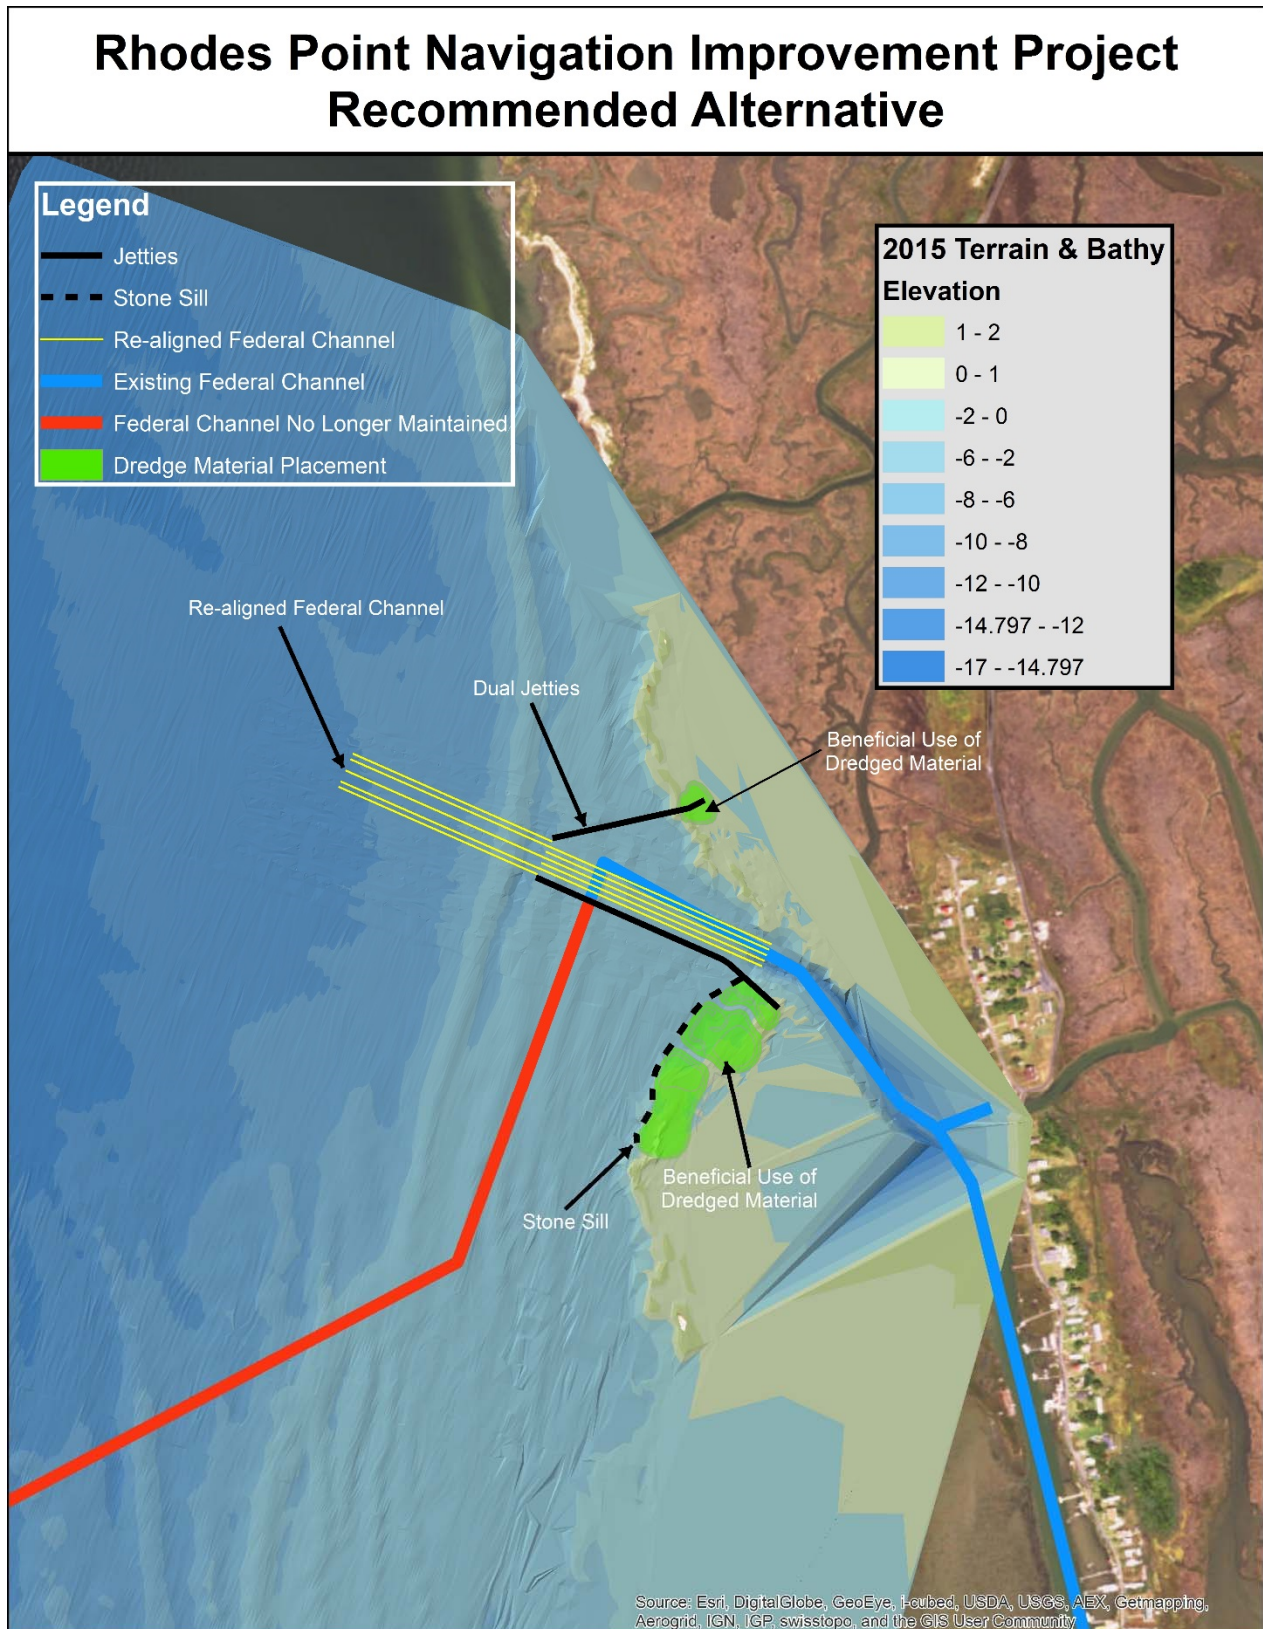 Rhodes Point Navigation Improvement Project
Recommended Alternative
Legend
Jetties
Stone Sill
Re-aligned Federal Channel
Existing Federal Channel
Federal Channel No Longer Maintained
Dredge Material Placement
2015 Terrain & Bathy
Elevation
1 - 2
0 - 1
-2 - 0
-6 - -2
-8 - -6
-10 - -8
-12 - -10
-14.797 - -12
-17 - -14.797
Re-aligned Federal Channel
Dual Jetties
Beneficial Use of
Dredged Material
Beneficial Use of
Dredged Material
Stone Sill
Source: Esri, DigitalGlobe, GeoEye, i-cubed, USDA, USGS, AEX, Getmapping,
Aerogrid, IGN, IGP, swisstopo, and the GIS User Community